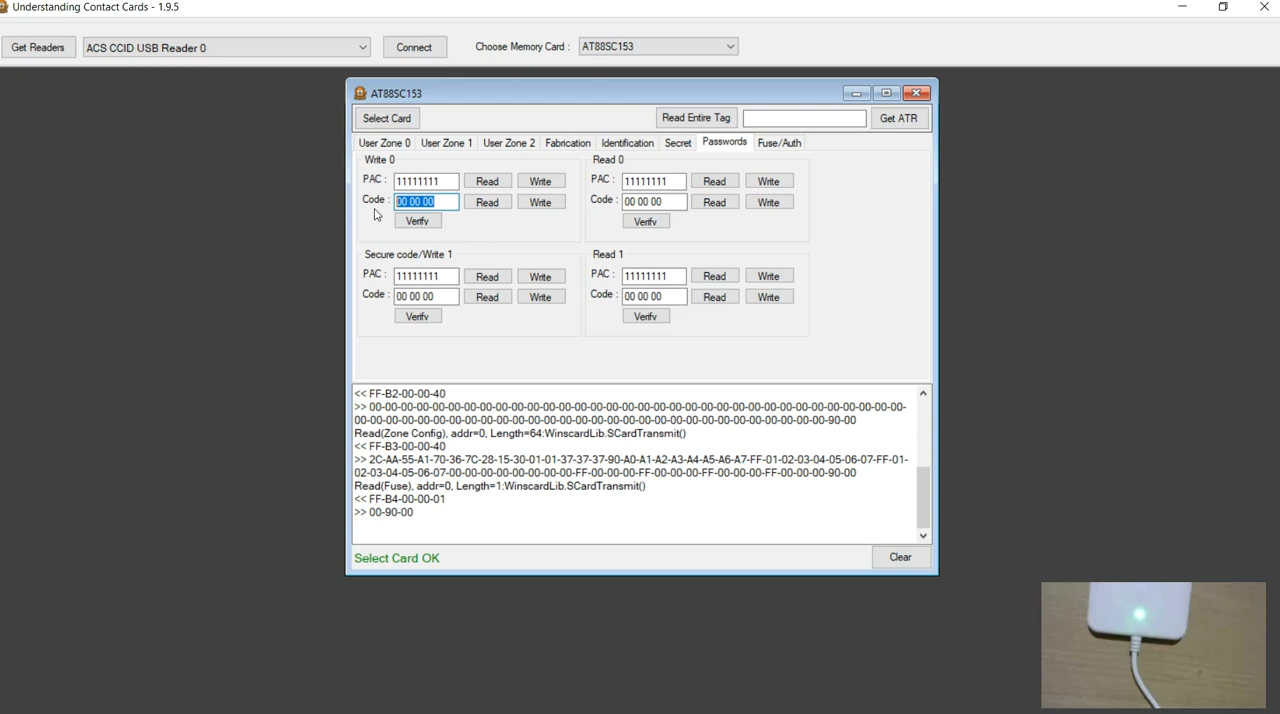 Understanding Contact Cards - 1.9.5
Get Readers ACS CCID USB Reader 0 Connect Choose Memory Card : AT88SC153
AT88SC153
Select Card Read Entire Tag Get ATR
User Zone 0 User Zone 1 User Zone 2 Fabrication Identification Secret Passwords Fuse/Auth
Write 0 Read 0
PAC : 11111111 Read Write PAC : 11111111 Read Write
Code : 00 00 00 Read Write Code : 00 00 00 Read Write
Verify Verify
Secure code/Write 1 Read 1
PAC : 11111111 Read Write PAC : 11111111 Read Write
Code : 00 00 00 Read Write Code : 00 00 00 Read Write
Verify Verify
<< FF-B2-00-00-40
>> 00-00-00-00-00-00-00-00-00-00-00-00-00-00-00-00-00-00-00-00-00-00-00-00-00-00-00-00-00-00-00-00-00-00-
00-00-00-00-00-00-00-00-00-00-00-00-00-00-00-00-00-00-00-00-00-00-00-00-00-00-00-00-00-00-90-00
Read(Zone Config), addr=0, Length=64:WinscardLib.SCardTransmit()
<< FF-B3-00-00-40
>> 2C-AA-55-A1-70-36-7C-28-15-30-01-01-37-37-37-90-A0-A1-A2-A3-A4-A5-A6-A7-FF-01-02-03-04-05-06-07-FF-01-
02-03-04-05-06-07-00-00-00-00-00-00-00-00-FF-00-00-00-FF-00-00-00-FF-00-00-00-FF-00-00-00-90-00
Read(Fuse), addr=0, Length=1:WinscardLib.SCardTransmit()
<< FF-B4-00-00-01
>> 00-90-00
Select Card OK Clear